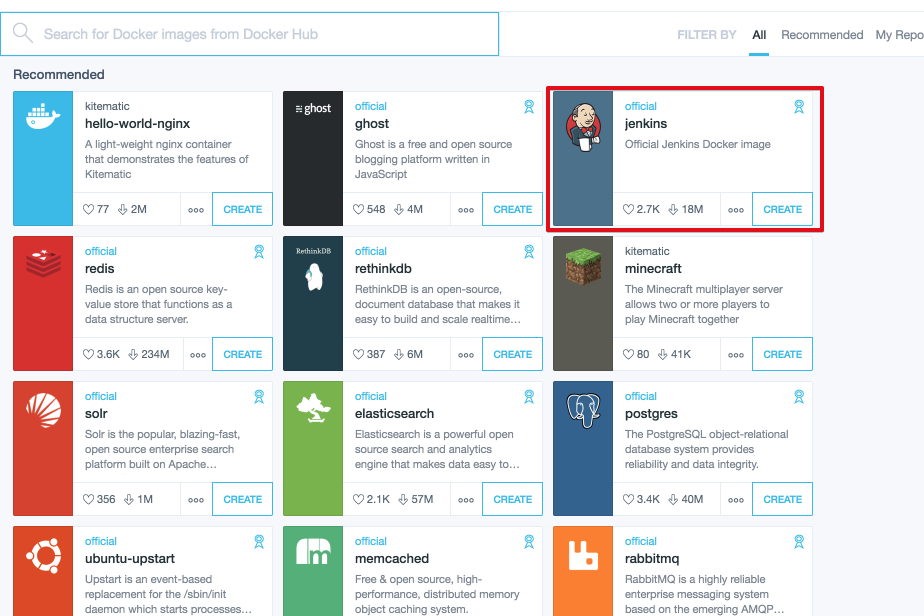 Search for Docker images from Docker Hub
FILTER BY All Recommended My Repo
Recommended
kitematic
hello-world-nginx
A light-weight nginx container
that demonstrates the features of
Kitematic
77 2M
CREATE
ghost
official
ghost
Ghost is a free and open source
blogging platform written in
JavaScript
548 4M
CREATE
official
jenkins
Official Jenkins Docker image
2.7K 18M
CREATE
official
redis
Redis is an open source key-
value store that functions as a
data structure server.
3.6K 234M
CREATE
RethinkDB
official
rethinkdb
RethinkDB is an open-source,
document database that makes it
easy to build and scale realtime...
387 6M
CREATE
kitematic
minecraft
The Minecraft multiplayer server
allows two or more players to
play Minecraft together
80 41K
CREATE
official
solr
Solr is the popular, blazing-fast,
open source enterprise search
platform built on Apache...
356 1M
CREATE
official
elasticsearch
Elasticsearch is a powerful open
source search and analytics
engine that makes data easy to...
2.1K 57M
CREATE
official
postgres
The PostgreSQL object-relational
database system provides
reliability and data integrity.
3.4K 40M
CREATE
official
ubuntu-upstart
Upstart is an event-based
replacement for the /sbin/init
daemon which starts processes...
m
official
memcached
Free & open source, high-
performance, distributed memory
object caching system.
official
rabbitmq
RabbitMQ is a highly reliable
enterprise messaging system
based on the emerging AMQP...